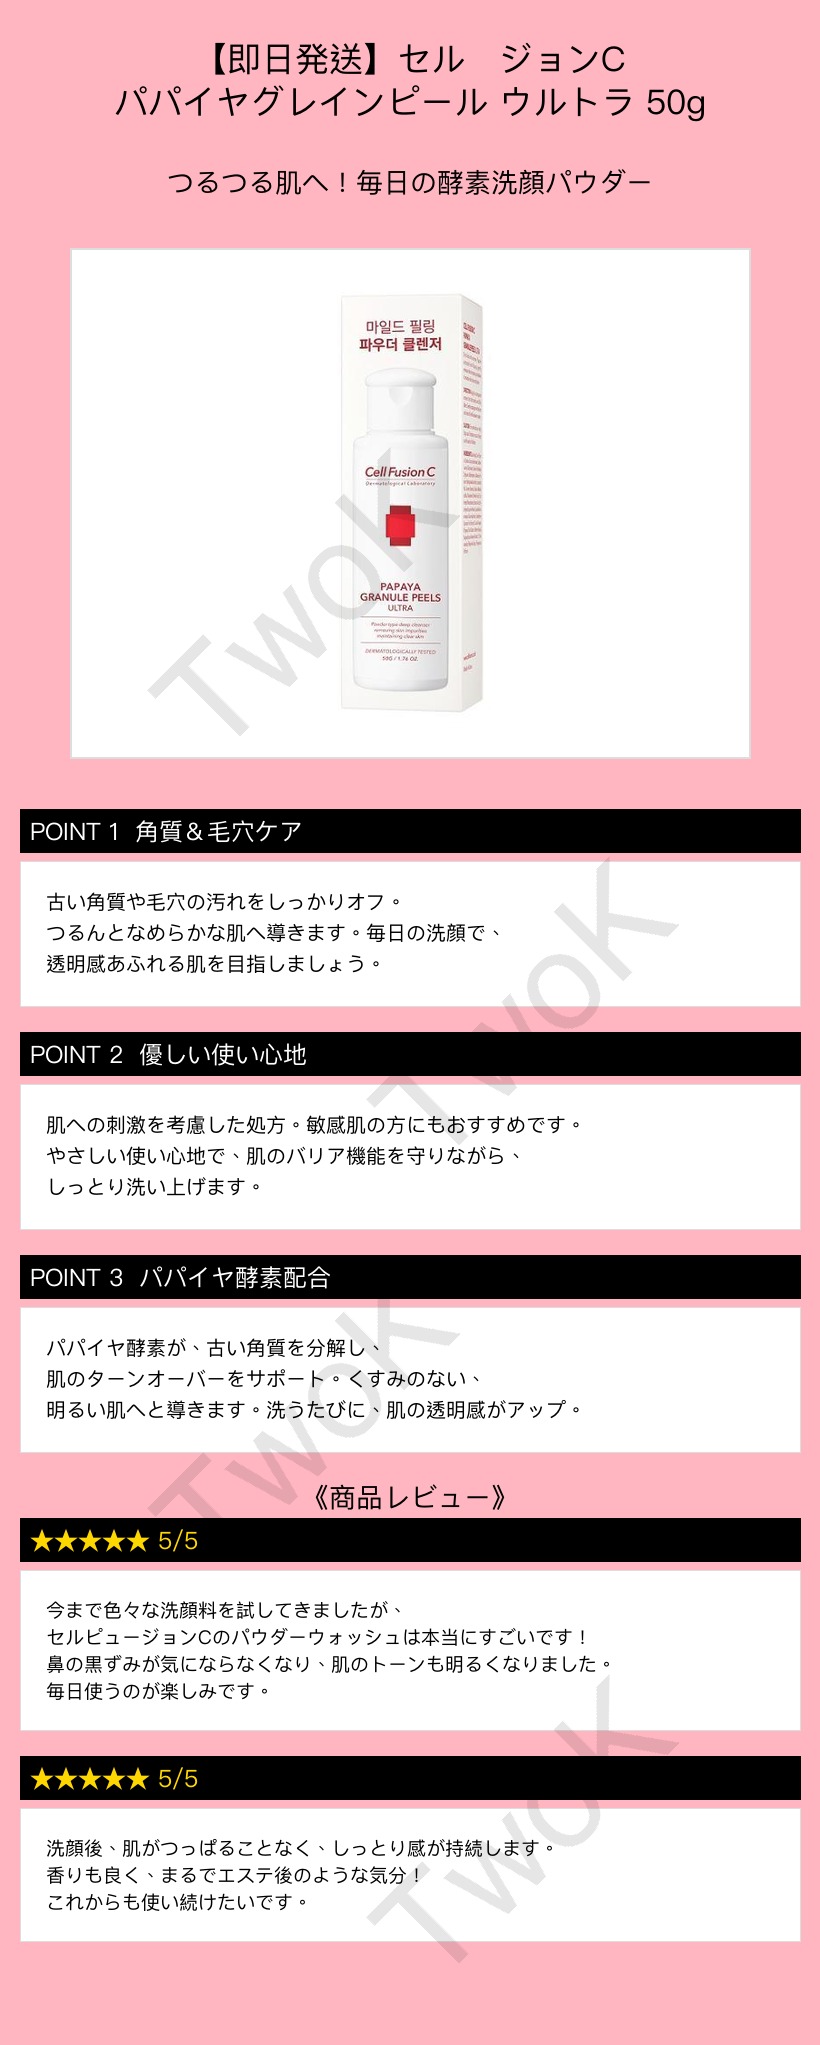 【即日発送】セル　ジョンC
パパイヤグレインピール ウルトラ 50g
つるつる肌へ！毎日の酵素洗顔パウダー
마일드 필링
파우더 클렌저
Cell Fusion C
Dermatological Laboratory
PAPAYA
GRANULE PEELS
ULTRA
Powder type deep cleanser
removing skin impurities
maintaining clear skin
DERMATOLOGICALLY TESTED
50G / 1.76 OZ.
TwoK
POINT 1 角質＆毛穴ケア
古い角質や毛穴の汚れをしっかりオフ。
つるんとなめらかな肌へ導きます。毎日の洗顔で、
透明感あふれる肌を目指しましょう。
TwoK
POINT 2 優しい使い心地
肌への刺激を考慮した処方。敏感肌の方にもおすすめです。
やさしい使い心地で、肌のバリア機能を守りながら、
しっとり洗い上げます。
POINT 3 パパイヤ酵素配合
パパイヤ酵素が、古い角質を分解し、
肌のターンオーバーをサポート。くすみのない、
明るい肌へと導きます。洗うたびに、肌の透明感がアップ。
TwoK
《商品レビュー》
★★★★★ 5/5
今まで色々な洗顔料を試してきましたが、
セルピュージョンCのパウダーウォッシュは本当にすごいです！
鼻の黒ずみが気にならなくなり、肌のトーンも明るくなりました。
毎日使うのが楽しみです。
★★★★★ 5/5
洗顔後、肌がつっぱることなく、しっとり感が持続します。
香りも良く、まるでエステ後のような気分！
これからも使い続けたいです。
TwoK